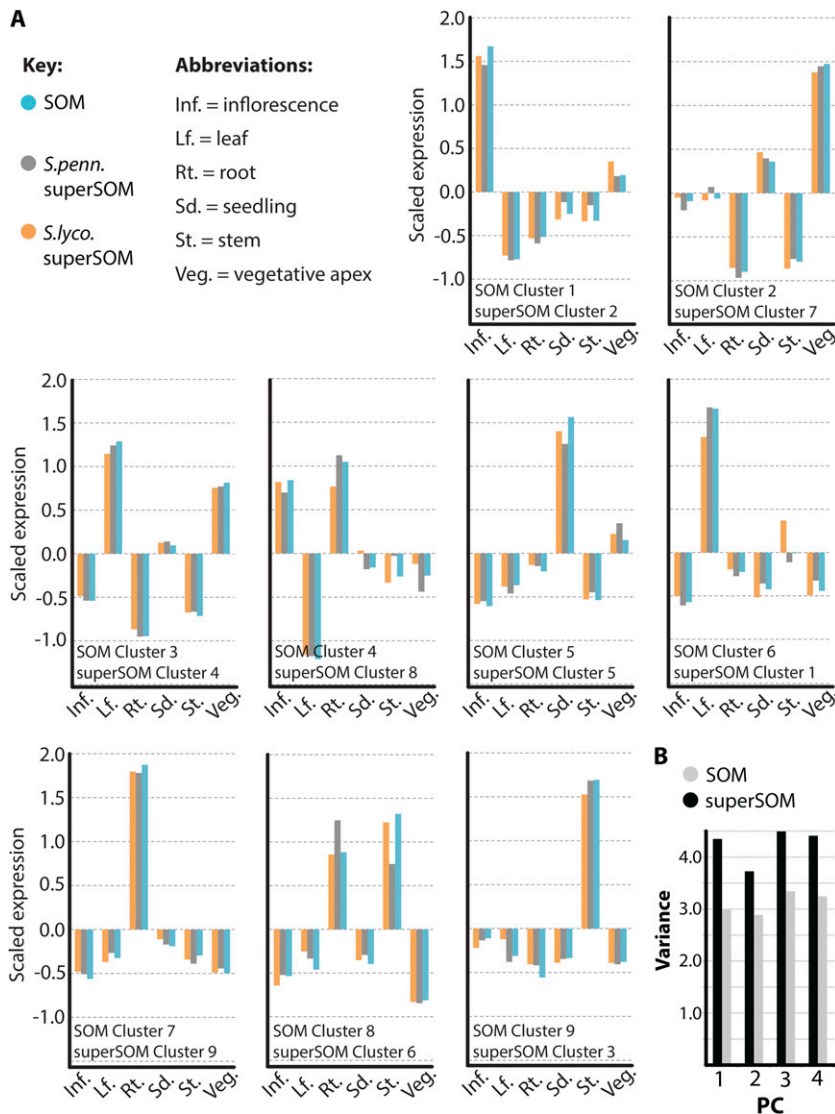 A
Key:
SOM
S.penn.
superSOM
S.lyco.
superSOM
Abbreviations:
Inf. = inflorescence
Lf. = leaf
Rt. = root
Sd. = seedling
St. = stem
Veg. = vegetative apex
Scaled expression
2.0
1.5
1.0
0.5
0.0
-0.5
-1.0
SOM Cluster 1
superSOM Cluster 2
Inf. Lf. Rt. Sd. St. Veg.
SOM Cluster 2
superSOM Cluster 7
Inf. Lf. Rt. Sd. St. Veg.
Scaled expression
2.0
1.5
1.0
0.5
0.0
-0.5
-1.0
SOM Cluster 3
superSOM Cluster 4
Inf. Lf. Rt. Sd. St. Veg.
SOM Cluster 4
superSOM Cluster 8
Inf. Lf. Rt. Sd. St. Veg.
SOM Cluster 5
superSOM Cluster 5
Inf. Lf. Rt. Sd. St. Veg.
SOM Cluster 6
superSOM Cluster 1
Inf. Lf. Rt. Sd. St. Veg.
Scaled expression
2.0
1.5
1.0
0.5
0.0
-0.5
-1.0
SOM Cluster 7
superSOM Cluster 9
Inf. Lf. Rt. Sd. St. Veg.
SOM Cluster 8
superSOM Cluster 6
Inf. Lf. Rt. Sd. St. Veg.
SOM Cluster 9
superSOM Cluster 3
Inf. Lf. Rt. Sd. St. Veg.
B
SOM
superSOM
Variance
4.0
3.0
2.0
1.0
1 2 3 4
PC